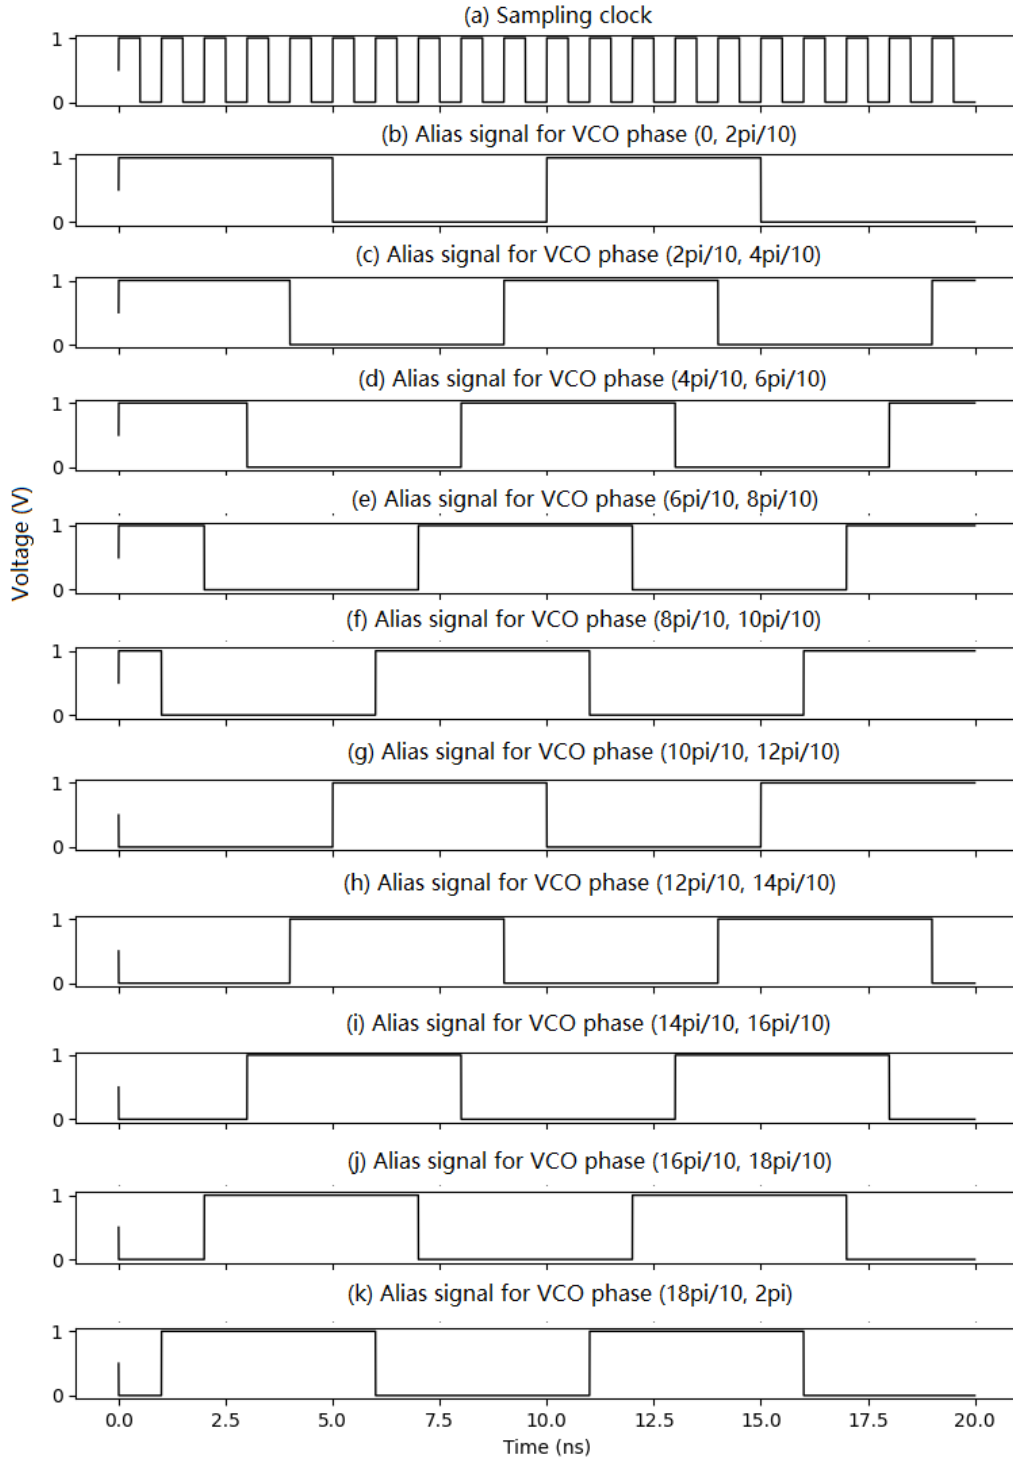 (a) Sampling clock
1
0
(b) Alias signal for VCO phase (0, 2pi/10)
1
0
(c) Alias signal for VCO phase (2pi/10, 4pi/10)
1
0
(d) Alias signal for VCO phase (4pi/10, 6pi/10)
1
0
Voltage (V)
(e) Alias signal for VCO phase (6pi/10, 8pi/10)
1
0
(f) Alias signal for VCO phase (8pi/10, 10pi/10)
1
0
(g) Alias signal for VCO phase (10pi/10, 12pi/10)
1
0
(h) Alias signal for VCO phase (12pi/10, 14pi/10)
1
0
(i) Alias signal for VCO phase (14pi/10, 16pi/10)
1
0
(j) Alias signal for VCO phase (16pi/10, 18pi/10)
1
0
(k) Alias signal for VCO phase (18pi/10, 2pi)
1
0
0.0 2.5 5.0 7.5 10.0 12.5 15.0 17.5 20.0
Time (ns)